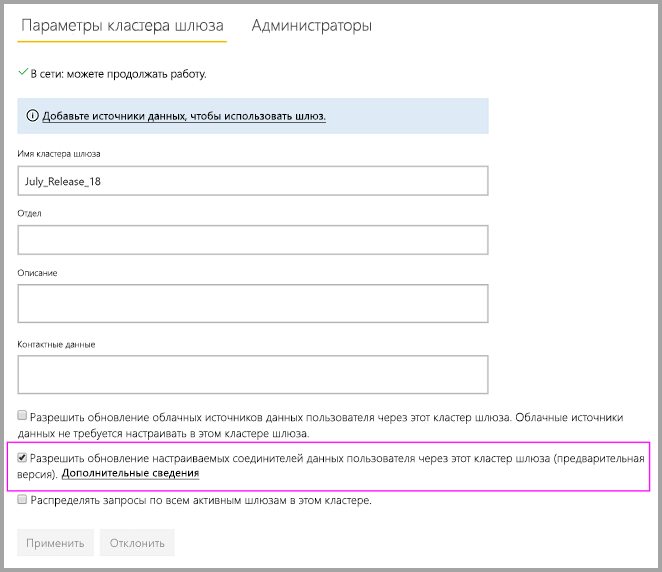 Параметры кластера шлюза Администраторы
В сети: можете продолжать работу.
Добавьте источники данных, чтобы использовать шлюз.
Имя кластера шлюза
July_Release_18
Отдел
Описание
Контактные данные
Разрешить обновление облачных источников данных пользователя через этот кластер шлюза. Облачные источники
данных не требуется настраивать в этом кластере шлюза.
Разрешить обновление настраиваемых соединителей данных пользователя через этот кластер шлюза (предварительная
версия). Дополнительные сведения
Распределять запросы по всем активным шлюзам в этом кластере.
Применить Отклонить